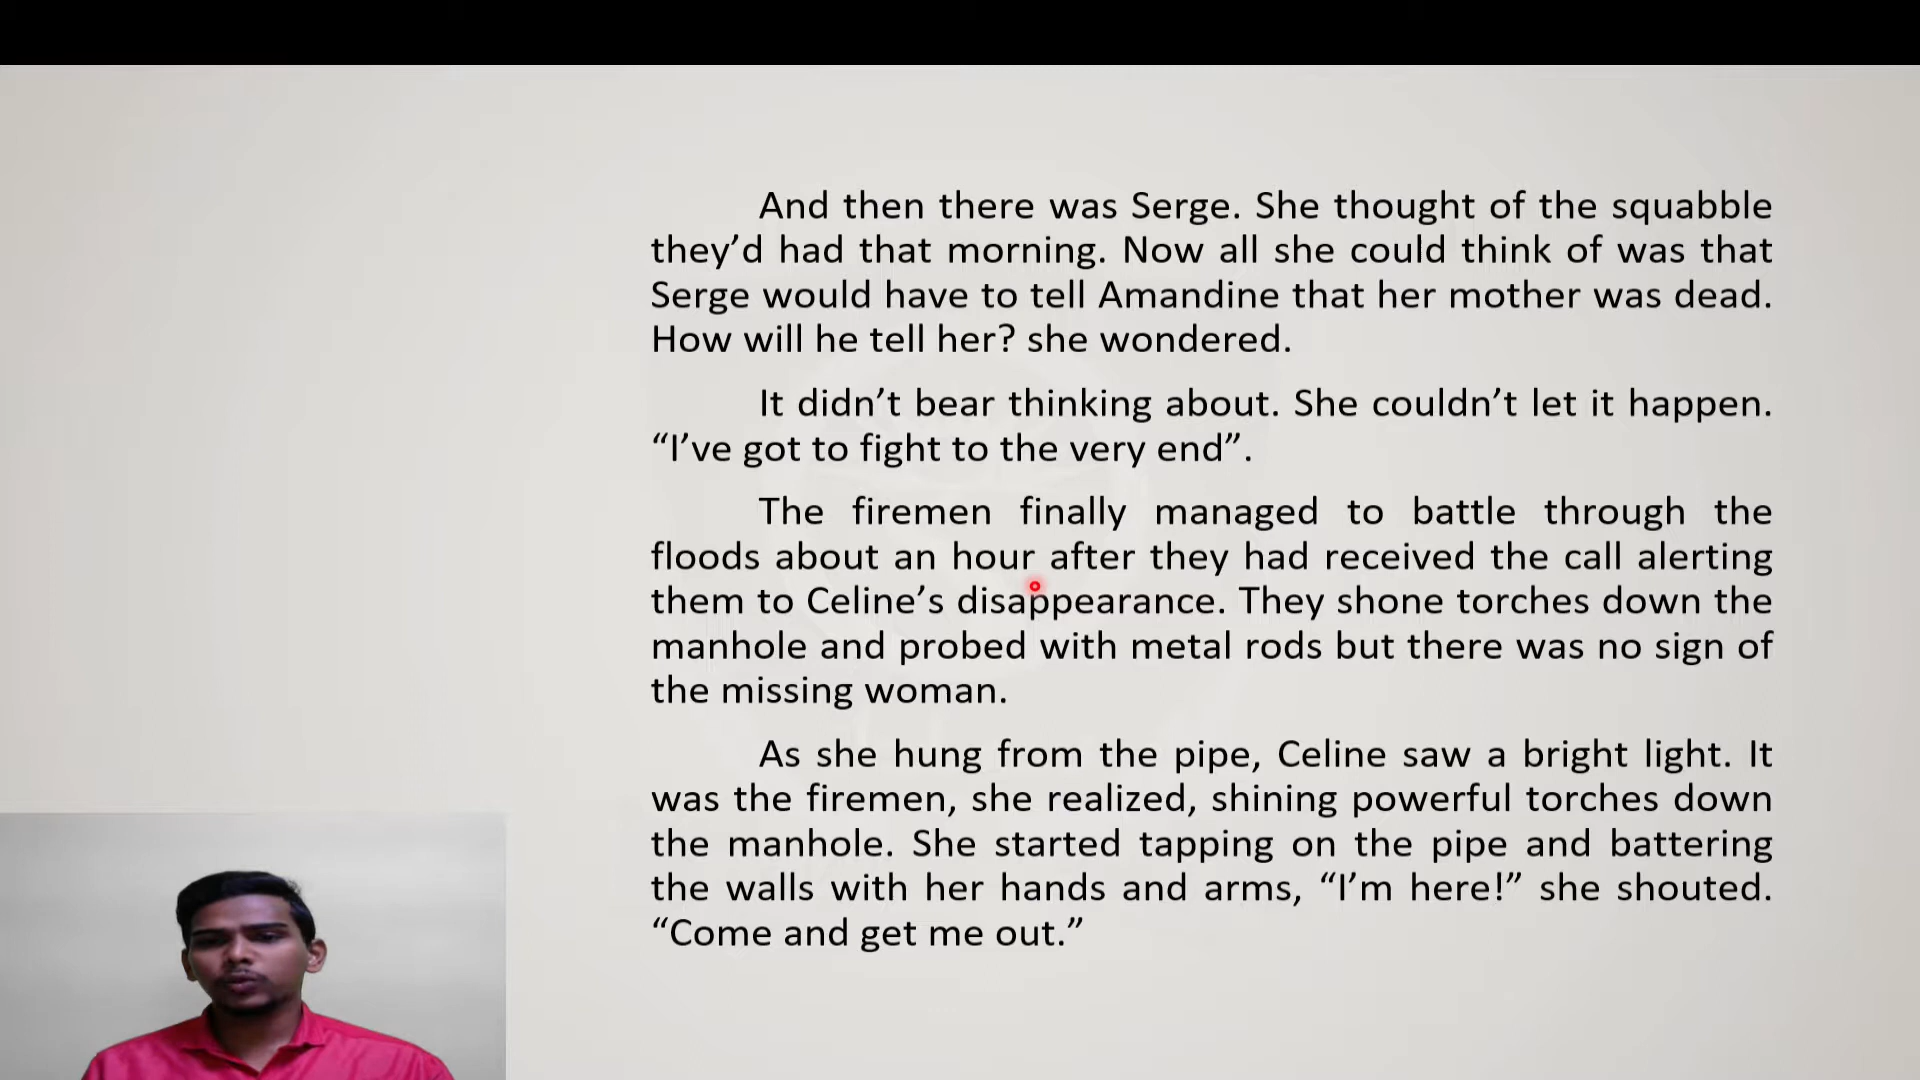 And then there was Serge. She thought of the squabble
they’d had that morning. Now all she could think of was that
Serge would have to tell Amandine that her mother was dead.
How will he tell her? she wondered.
It didn’t bear thinking about. She couldn’t let it happen.
“I’ve got to fight to the very end”.
The firemen finally managed to battle through the
floods about an hour after they had received the call alerting
them to Celine’s disappearance. They shone torches down the
manhole and probed with metal rods but there was no sign of
the missing woman.
As she hung from the pipe, Celine saw a bright light. It
was the firemen, she realized, shining powerful torches down
the manhole. She started tapping on the pipe and battering
the walls with her hands and arms, “I’m here!” she shouted.
“Come and get me out.”